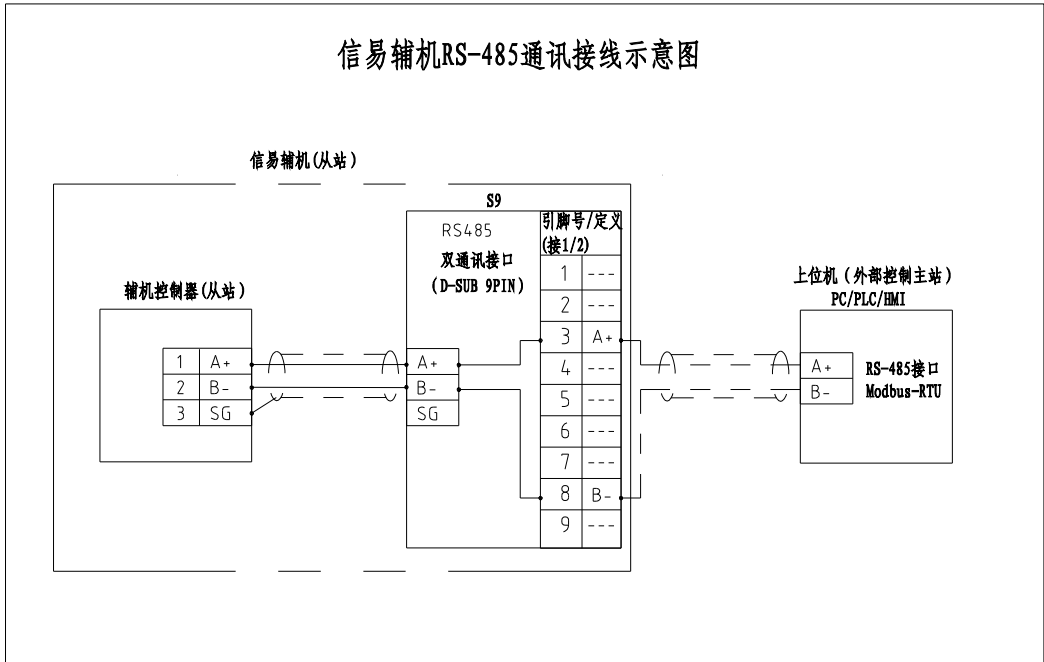 信易辅机RS-485通讯接线示意图
信易辅机(从站)
S9
RS485
双通讯接口
(D-SUB 9PIN)
引脚号/定义
(接1/2)
1 ---
2 ---
3 A+
4 ---
5 ---
6 ---
7 ---
8 B-
9 ---
辅机控制器(从站)
1 A+
2 B-
3 SG
A+
B-
SG
上位机(外部控制主站)
PC/PLC/HMI
A+
B-
RS-485接口
Modbus-RTU